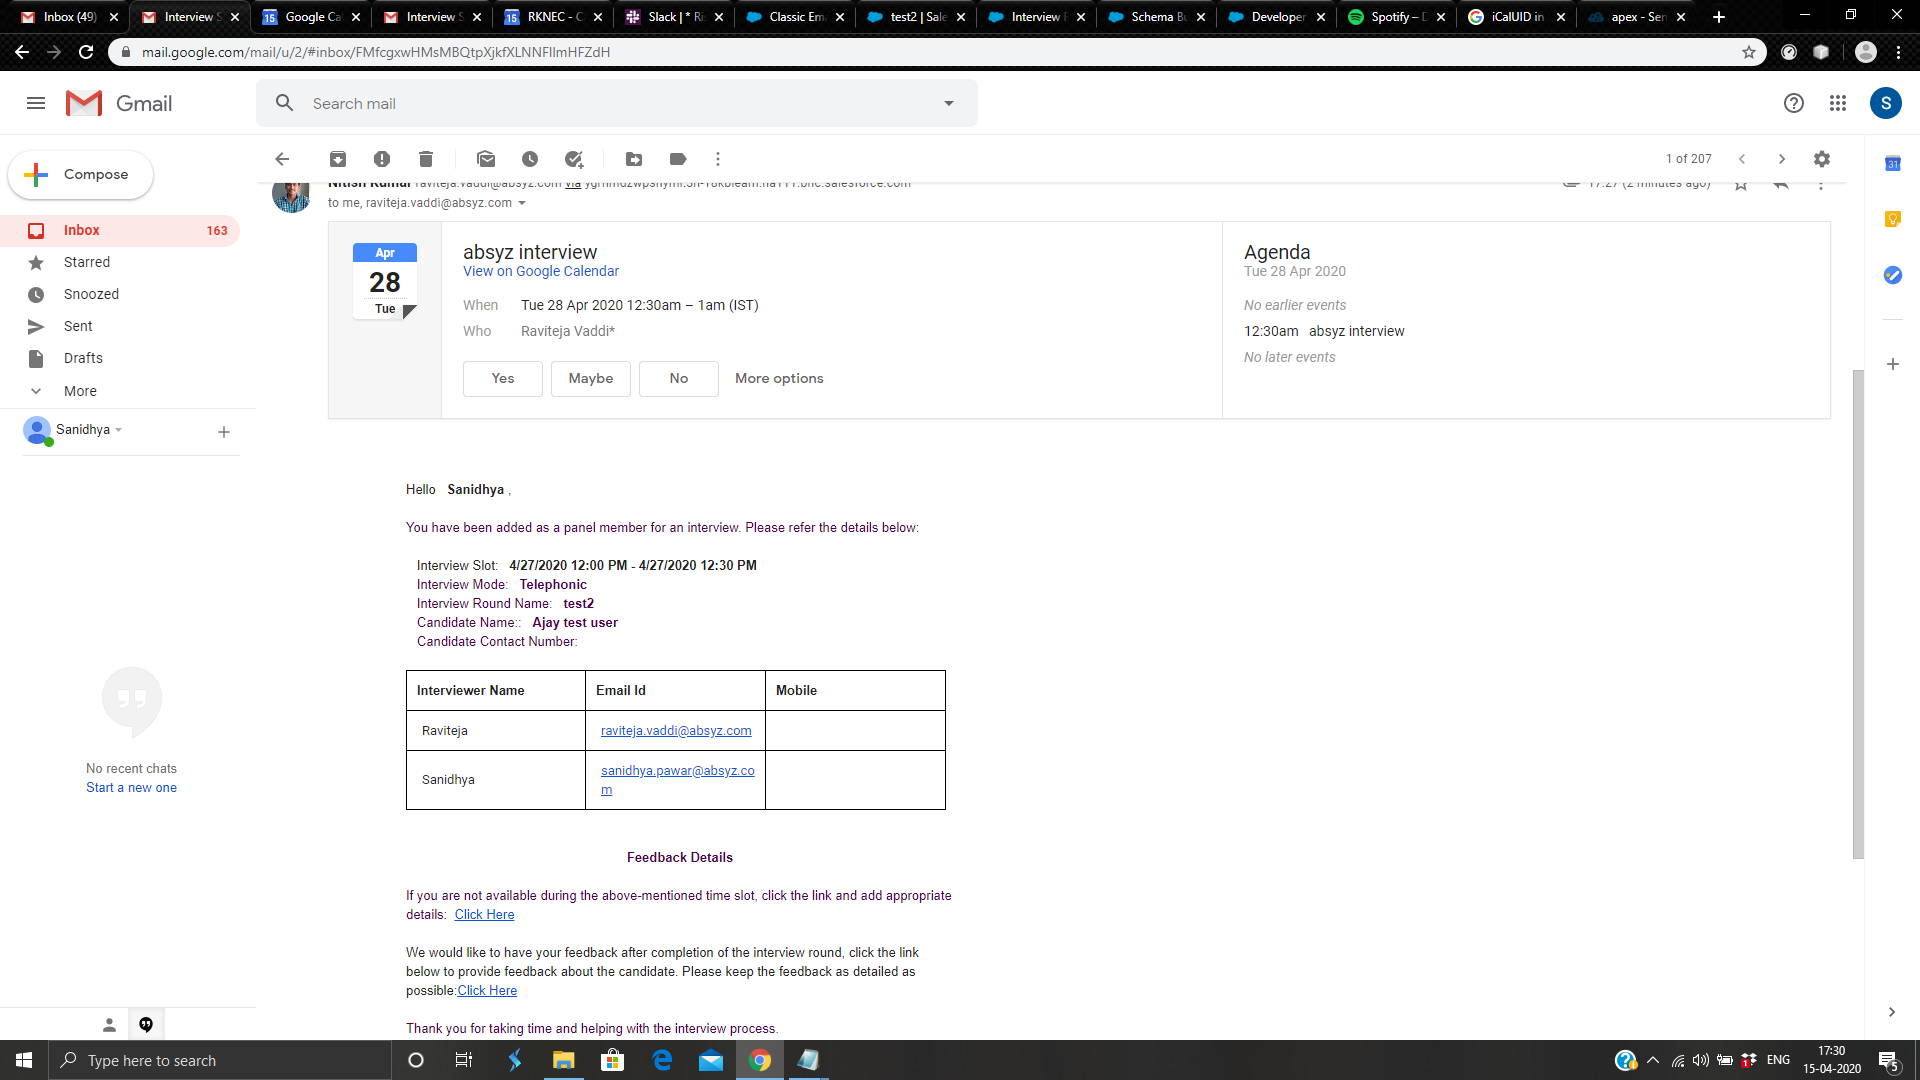 Inbox (49)
Interview S
Google Ca
Interview S
RKNEC - C
Slack | * Ri
Classic Em
test2 | Sale
Interview F
Schema Bu
Developer
Spotify – D
iCalUID in
apex - Sen
mail.google.com/mail/u/2/#inbox/FMfcgxwHMsMBQtpXjkfXLNNFllmHFZdH
Gmail
Search mail
S
Compose
1 of 207
Inbox 163
Starred
Snoozed
Sent
Drafts
More
Sanidhya
No recent chats
Start a new one
Nitish Kumar raviteja.vaddi@absyz.com via
17:27 (2 minutes ago)
to me, raviteja.vaddi@absyz.com
Apr
28
Tue
absyz interview
View on Google Calendar
When Tue 28 Apr 2020 12:30am – 1am (IST)
Who Raviteja Vaddi*
Yes
Maybe
No
More options
Agenda
Tue 28 Apr 2020
No earlier events
12:30am absyz interview
No later events
31
Hello Sanidhya ,
You have been added as a panel member for an interview. Please refer the details below:
Interview Slot: 4/27/2020 12:00 PM - 4/27/2020 12:30 PM
Interview Mode: Telephonic
Interview Round Name: test2
Candidate Name:: Ajay test user
Candidate Contact Number:
Interviewer Name Email Id Mobile
Raviteja raviteja.vaddi@absyz.com
Sanidhya sanidhya.pawar@absyz.co
m
Feedback Details
If you are not available during the above-mentioned time slot, click the link and add appropriate
details: Click Here
We would like to have your feedback after completion of the interview round, click the link
below to provide feedback about the candidate. Please keep the feedback as detailed as
possible:Click Here
Thank you for taking time and helping with the interview process.
Type here to search
ENG
17:30
15-04-2020
5